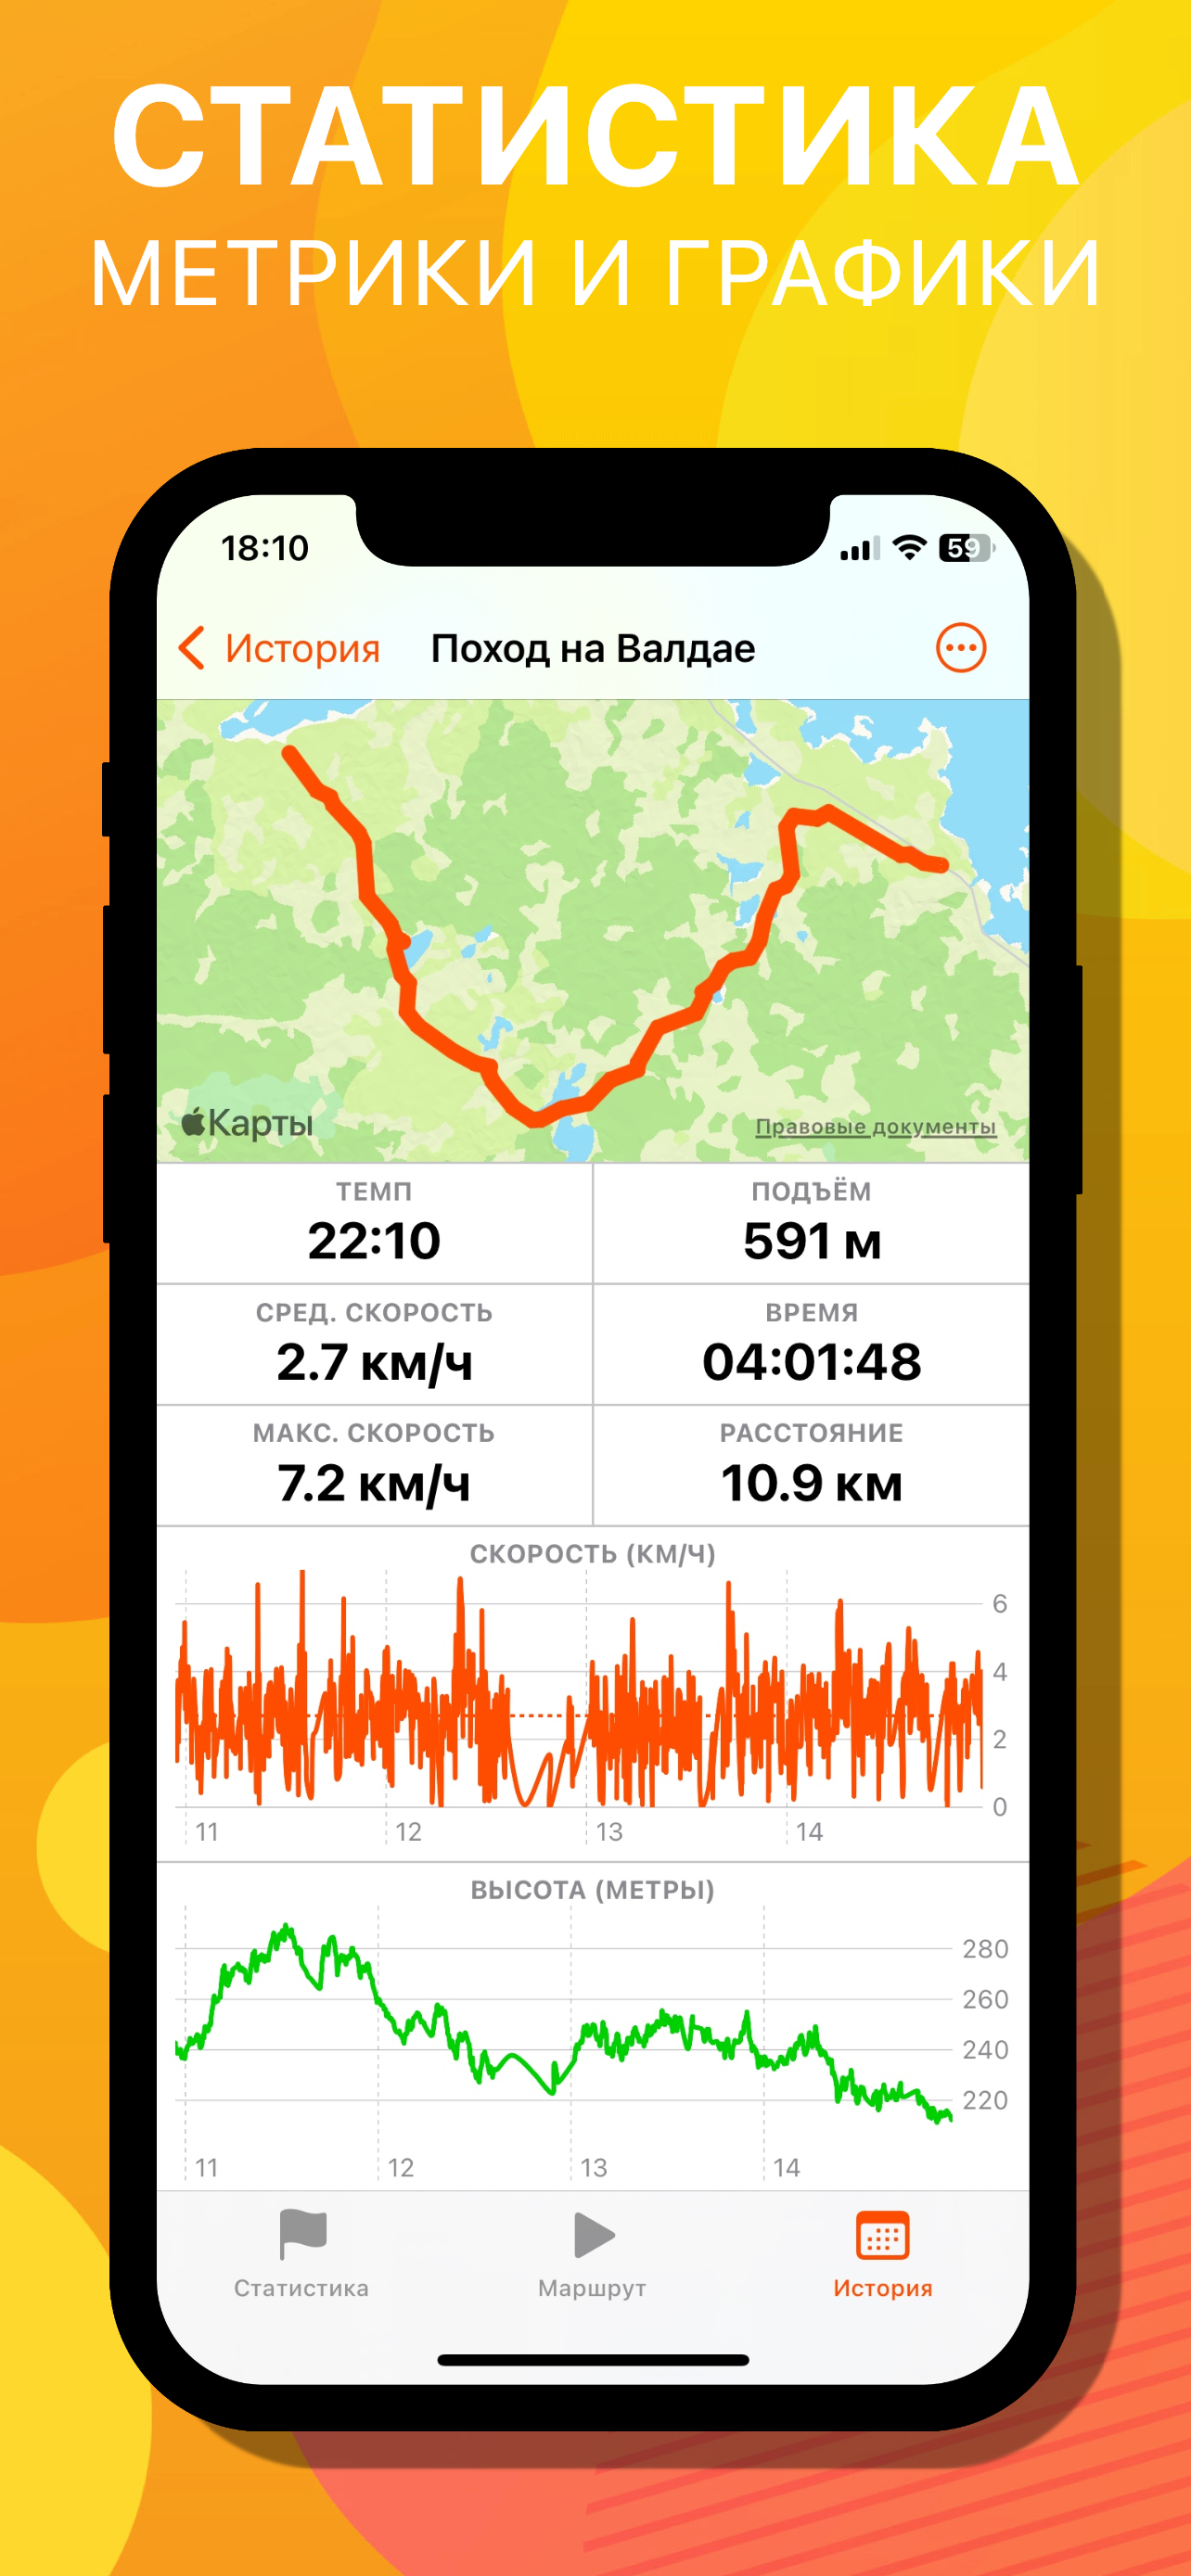 СТАТИСТИКА
МЕТРИКИ И ГРАФИКИ
18:10
59
История
Поход на Валдае
Карты
Правовые документы
ТЕМП
ПОДЪЁМ
22:10
591 м
СРЕД. СКОРОСТЬ
ВРЕМЯ
2.7 км/ч
04:01:48
МАКС. СКОРОСТЬ
РАССТОЯНИЕ
7.2 км/ч
10.9 км
СКОРОСТЬ (КМ/Ч)
6
4
2
0
11 12 13 14
ВЫСОТА (МЕТРЫ)
280
260
240
220
11 12 13 14
Статистика Маршрут История